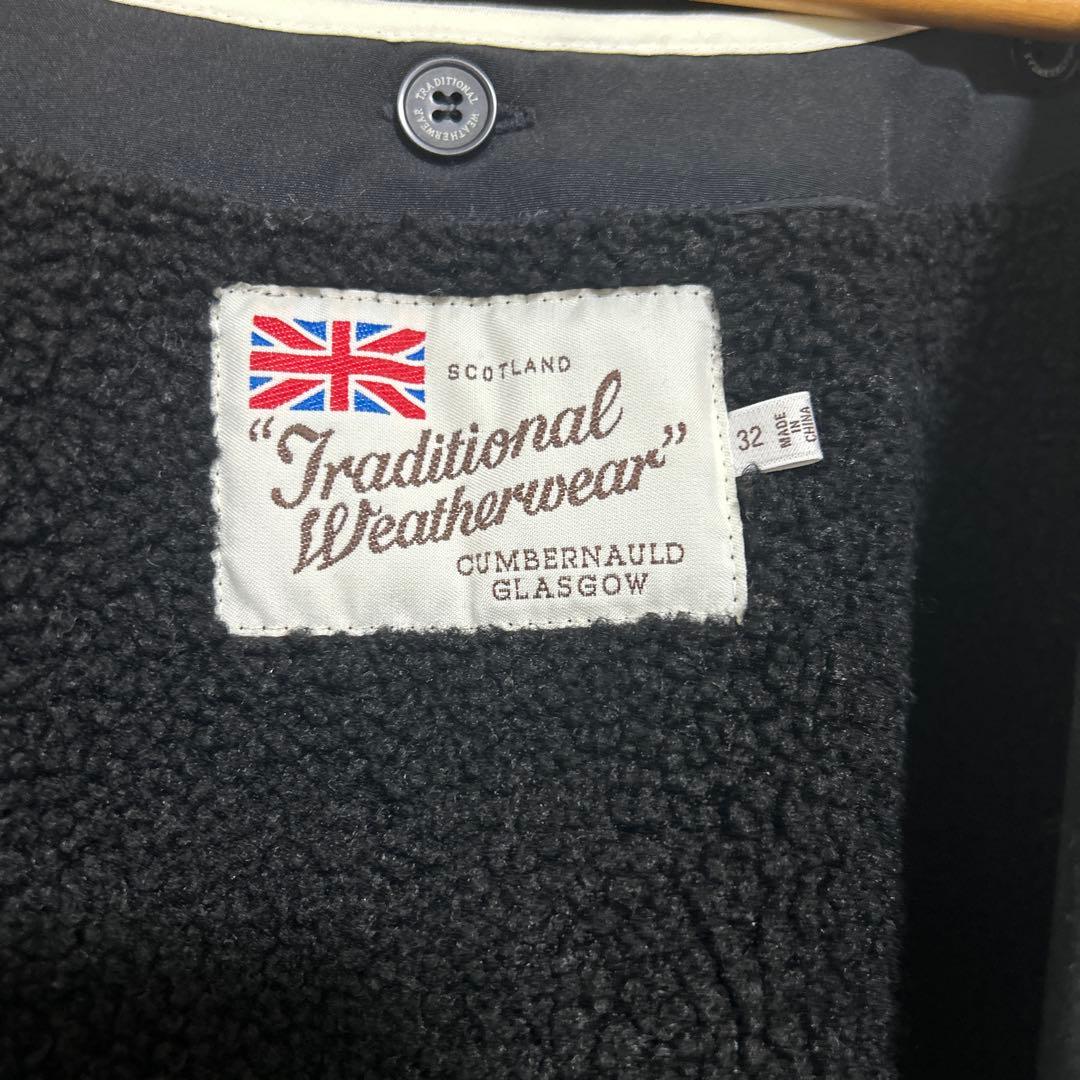 TRADITIONAL WEATHERWEAR
SCOTLAND
"Traditional
Weatherwear"
CUMBERNAULD
GLASGOW
32
MADE
IN
CHINA